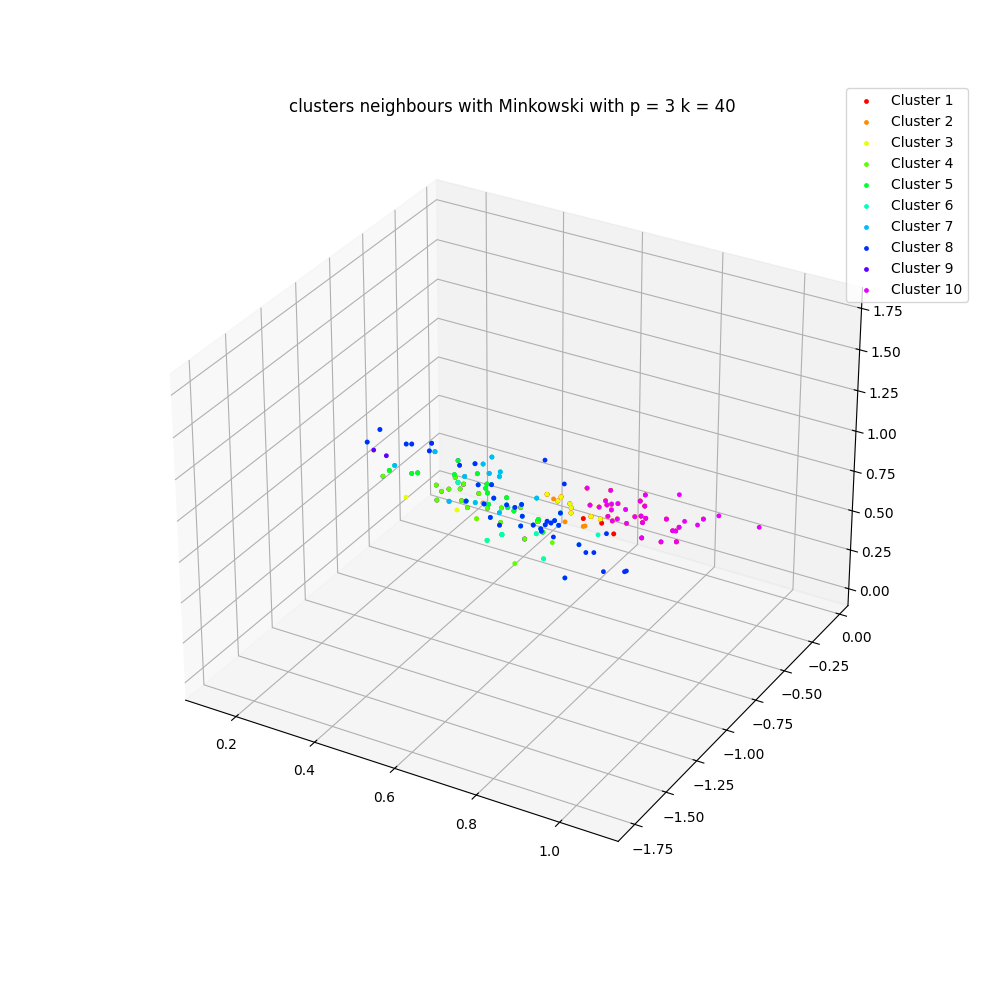 clusters neighbours with Minkowski with p = 3 k = 40
Cluster 1
Cluster 2
Cluster 3
Cluster 4
Cluster 5
Cluster 6
Cluster 7
Cluster 8
Cluster 9
Cluster 10
1.75
1.50
1.25
1.00
0.75
0.50
0.25
0.00
0.00
−0.25
−0.50
−0.75
−1.00
−1.25
−1.50
−1.75
0.2
0.4
0.6
0.8
1.0